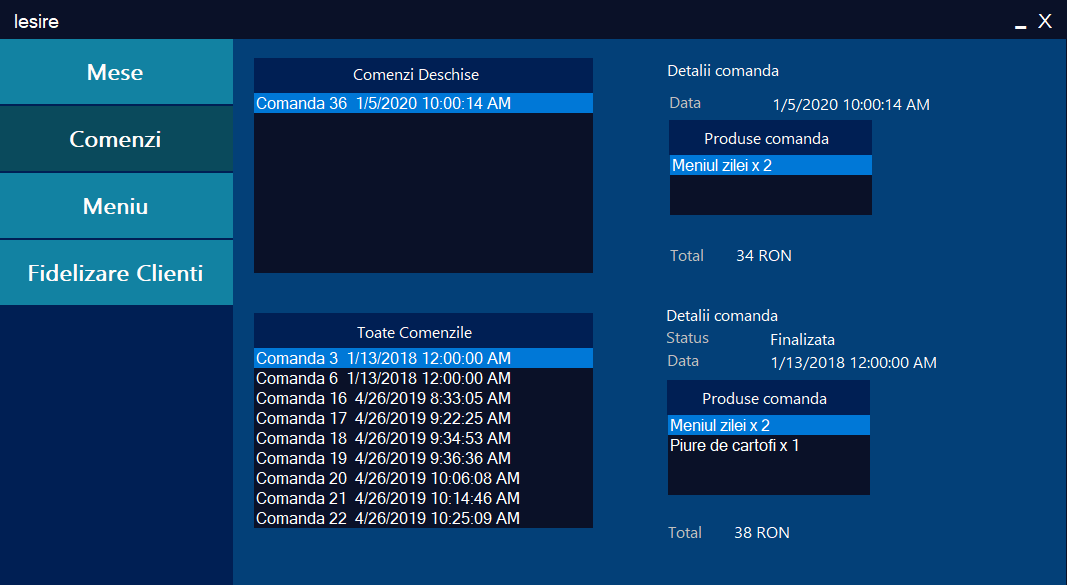 Iesire
_ X
Mese
Comenzi
Meniu
Fidelizare Clienti
Comenzi Deschise
Comanda 36 1/5/2020 10:00:14 AM
Detalii comanda
Data 1/5/2020 10:00:14 AM
Produse comanda
Meniul zilei x 2
Total 34 RON
Toate Comenzile
Comanda 3 1/13/2018 12:00:00 AM
Comanda 6 1/13/2018 12:00:00 AM
Comanda 16 4/26/2019 8:33:05 AM
Comanda 17 4/26/2019 9:22:25 AM
Comanda 18 4/26/2019 9:34:53 AM
Comanda 19 4/26/2019 9:36:36 AM
Comanda 20 4/26/2019 10:06:08 AM
Comanda 21 4/26/2019 10:14:46 AM
Comanda 22 4/26/2019 10:25:09 AM
Detalii comanda
Status Finalizata
Data 1/13/2018 12:00:00 AM
Produse comanda
Meniul zilei x 2
Piure de cartofi x 1
Total 38 RON